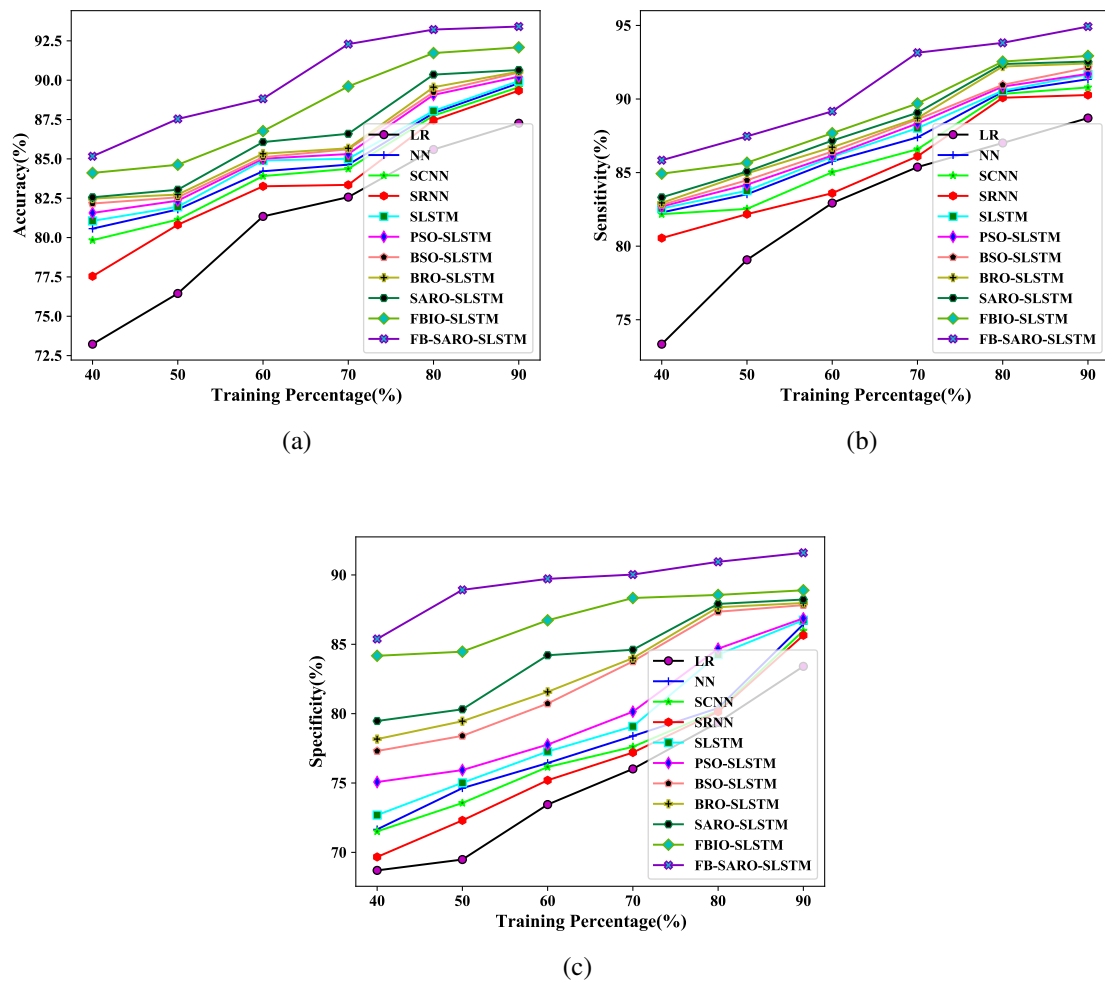 92.5
90.0
87.5
85.0
82.5
80.0
77.5
75.0
72.5
Accuracy(%)
40 50 60 70 80 90
Training Percentage(%)
LR
NN
SCNN
SRNN
SLSTM
PSO-SLSTM
BSO-SLSTM
BRO-SLSTM
SARO-SLSTM
FBIO-SLSTM
FB-SARO-SLSTM
(a)
95
90
85
80
75
Sensitivity(%)
40 50 60 70 80 90
Training Percentage(%)
LR
NN
SCNN
SRNN
SLSTM
PSO-SLSTM
BSO-SLSTM
BRO-SLSTM
SARO-SLSTM
FBIO-SLSTM
FB-SARO-SLSTM
(b)
90
85
80
75
70
Specificity(%)
40 50 60 70 80 90
Training Percentage(%)
LR
NN
SCNN
SRNN
SLSTM
PSO-SLSTM
BSO-SLSTM
BRO-SLSTM
SARO-SLSTM
FBIO-SLSTM
FB-SARO-SLSTM
(c)